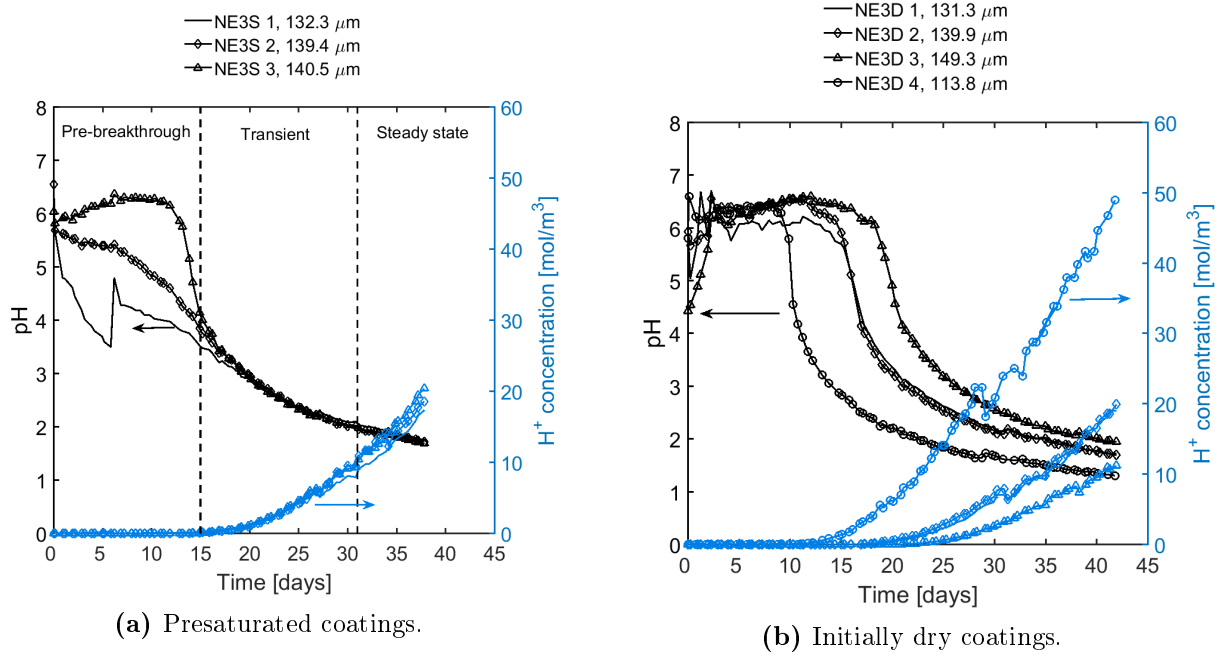 NE3S 1, 132.3 μm
NE3S 2, 139.4 μm
NE3S 3, 140.5 μm
8
7
6
5
4
3
2
1
0
pH
Pre-breakthrough
Transient
Steady state
60
50
40
30
20
10
0
H⁺ concentration [mol/m³]
0 5 10 15 20 25 30 35 40 45
Time [days]
(a) Presaturated coatings.
NE3D 1, 131.3 μm
NE3D 2, 139.9 μm
NE3D 3, 149.3 μm
NE3D 4, 113.8 μm
8
7
6
5
4
3
2
1
0
pH
60
50
40
30
20
10
0
H⁺ concentration [mol/m³]
0 5 10 15 20 25 30 35 40 45
Time [days]
(b) Initially dry coatings.